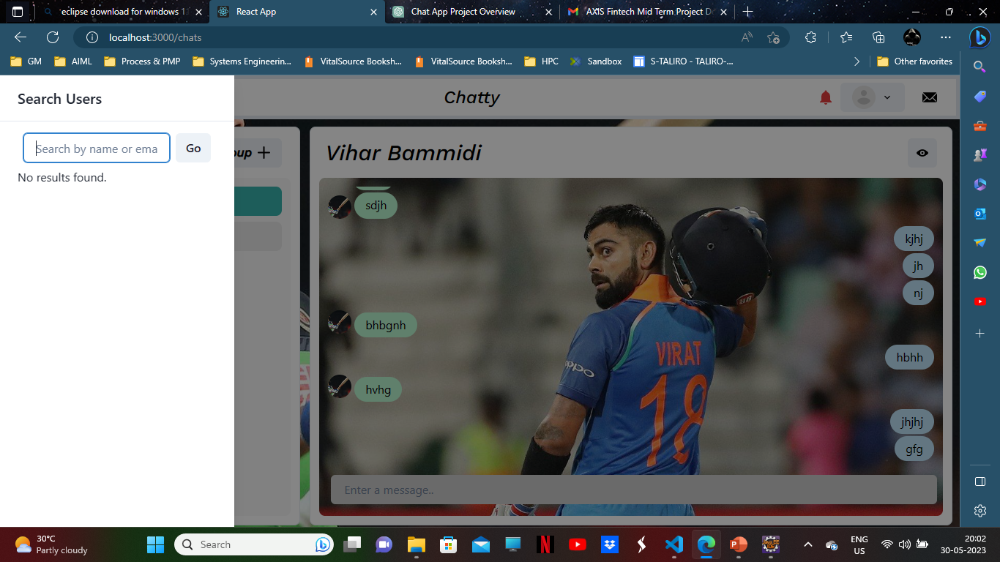 eclipse download for windows 1
React App
Chat App Project Overview
AXIS Fintech Mid Term Project D
localhost:3000/chats
GM
AIML
Process & PMP
Systems Engineerin...
VitalSource Booksh...
VitalSource Booksh...
HPC
Sandbox
S-TALIRO - TALIRO-...
Other favorites
Search Users
Chatty
Search by name or ema
Go
No results found.
oup +
Vihar Bammidi
sdjh
kjhj
jh
nj
bhbgnh
hbhh
hvhg
jhjhj
gfg
VIRAT
18
oppo
Enter a message..
30°C
Partly cloudy
Search
ENG
US
20:02
30-05-2023